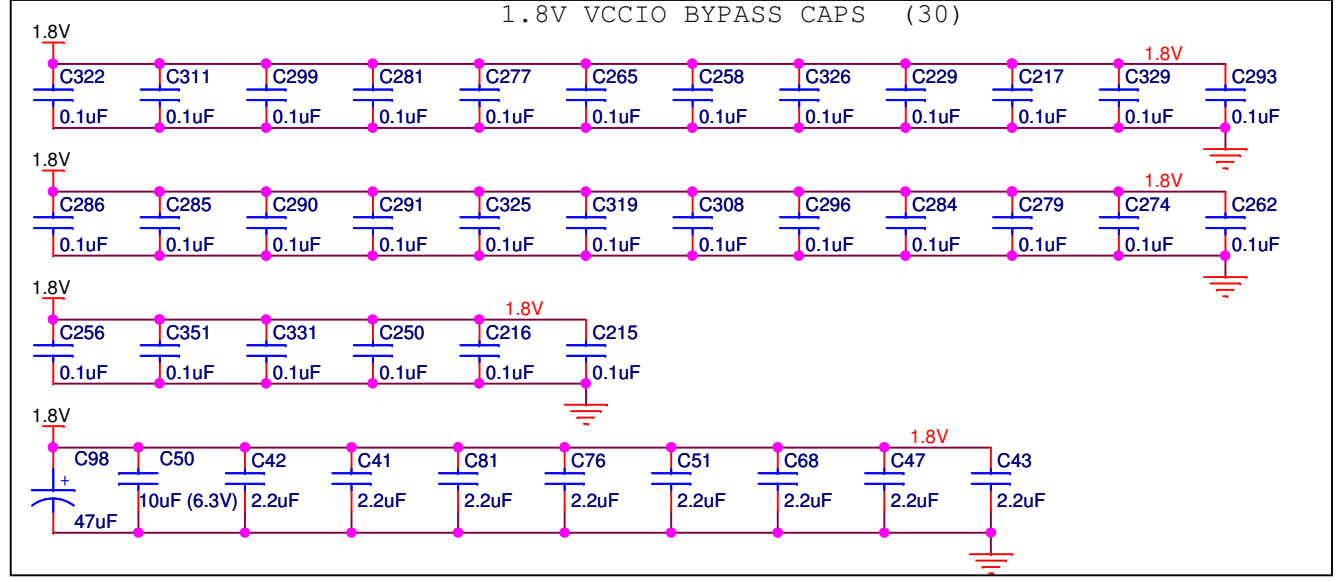 1.8V VCCIO BYPASS CAPS (30)
1.8V
1.8V
C322 C311 C299 C281 C277 C265 C258 C326 C229 C217 C329 C293
0.1uF 0.1uF 0.1uF 0.1uF 0.1uF 0.1uF 0.1uF 0.1uF 0.1uF 0.1uF 0.1uF 0.1uF
1.8V
1.8V
C286 C285 C290 C291 C325 C319 C308 C296 C284 C279 C274 C262
0.1uF 0.1uF 0.1uF 0.1uF 0.1uF 0.1uF 0.1uF 0.1uF 0.1uF 0.1uF 0.1uF 0.1uF
1.8V
1.8V
C256 C351 C331 C250 C216 C215
0.1uF 0.1uF 0.1uF 0.1uF 0.1uF 0.1uF
1.8V
1.8V
C98 C50 C42 C41 C81 C76 C51 C68 C47 C43
+
10uF (6.3V) 2.2uF 2.2uF 2.2uF 2.2uF 2.2uF 2.2uF 2.2uF 2.2uF
47uF